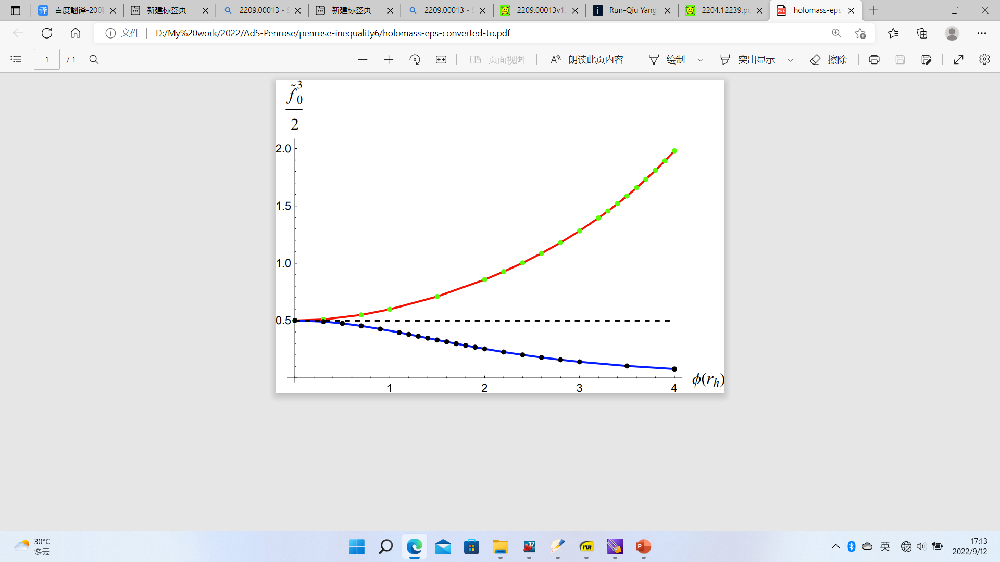 百度翻译-200
新建标签页
2209.00013 - S
新建标签页
2209.00013 - S
2209.00013v1.
Run-Qiu Yang
2204.12239.pd
holomass-eps
文件
D:/My%20work/2022/AdS-Penrose/penrose-inequality6/holomass-eps-converted-to.pdf
1 / 1
页面视图
朗读此页内容
绘制
突出显示
擦除
f̃₀³
2
2.0
1.5
1.0
0.5
1 2 3 4
ϕ(rₕ)
30°C
多云
17
PDF
P
英
17:13
2022/9/12